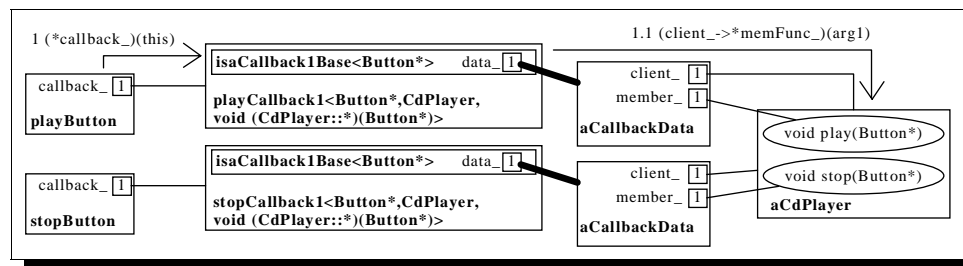 1 (*callback_)(this)
1.1 (client_->*memFunc_)(arg1)
callback_ 1
playButton
isaCallback1Base<Button*> data_ 1
playCallback1<Button*,CdPlayer,
void (CdPlayer::*)(Button*)>
client_ 1
member_ 1
aCallbackData
void play(Button*)
void stop(Button*)
aCdPlayer
callback_ 1
stopButton
isaCallback1Base<Button*> data_ 1
stopCallback1<Button*,CdPlayer,
void (CdPlayer::*)(Button*)>
client_ 1
member_ 1
aCallbackData